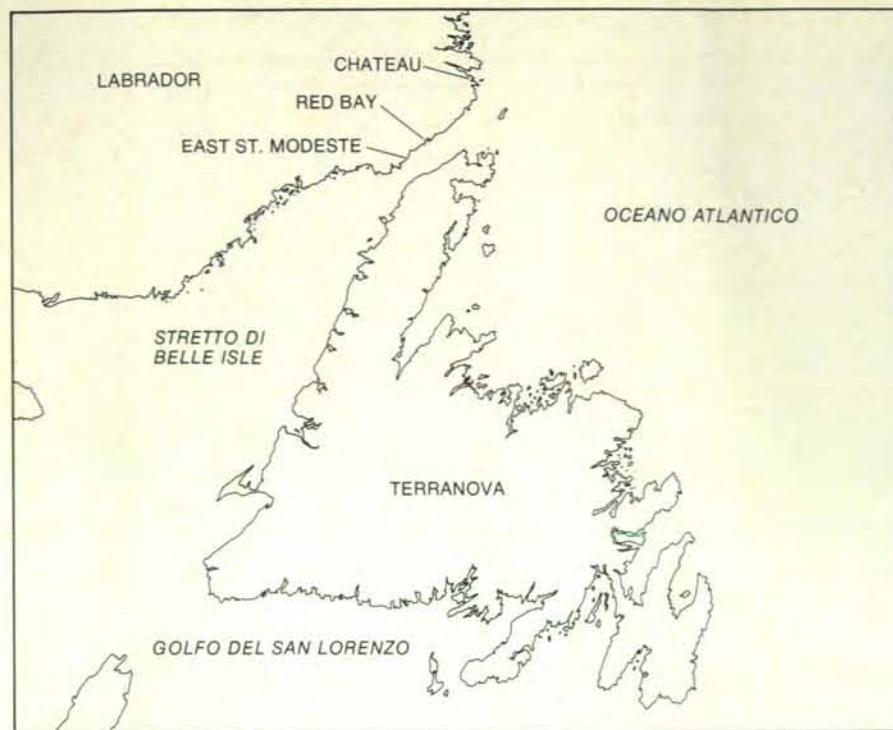 CHATEAU
LABRADOR
RED BAY
EAST ST. MODESTE
OCEANO ATLANTICO
STRETTO DI
BELLE ISLE
TERRANOVA
GOLFO DEL SAN LORENZO